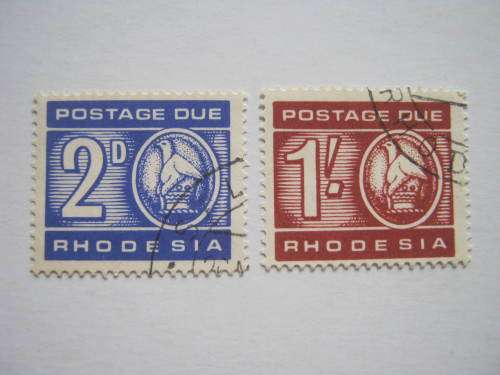 POSTAGE DUE
2D
RHODESIA
POSTAGE DUE
1/-
RHODESIA